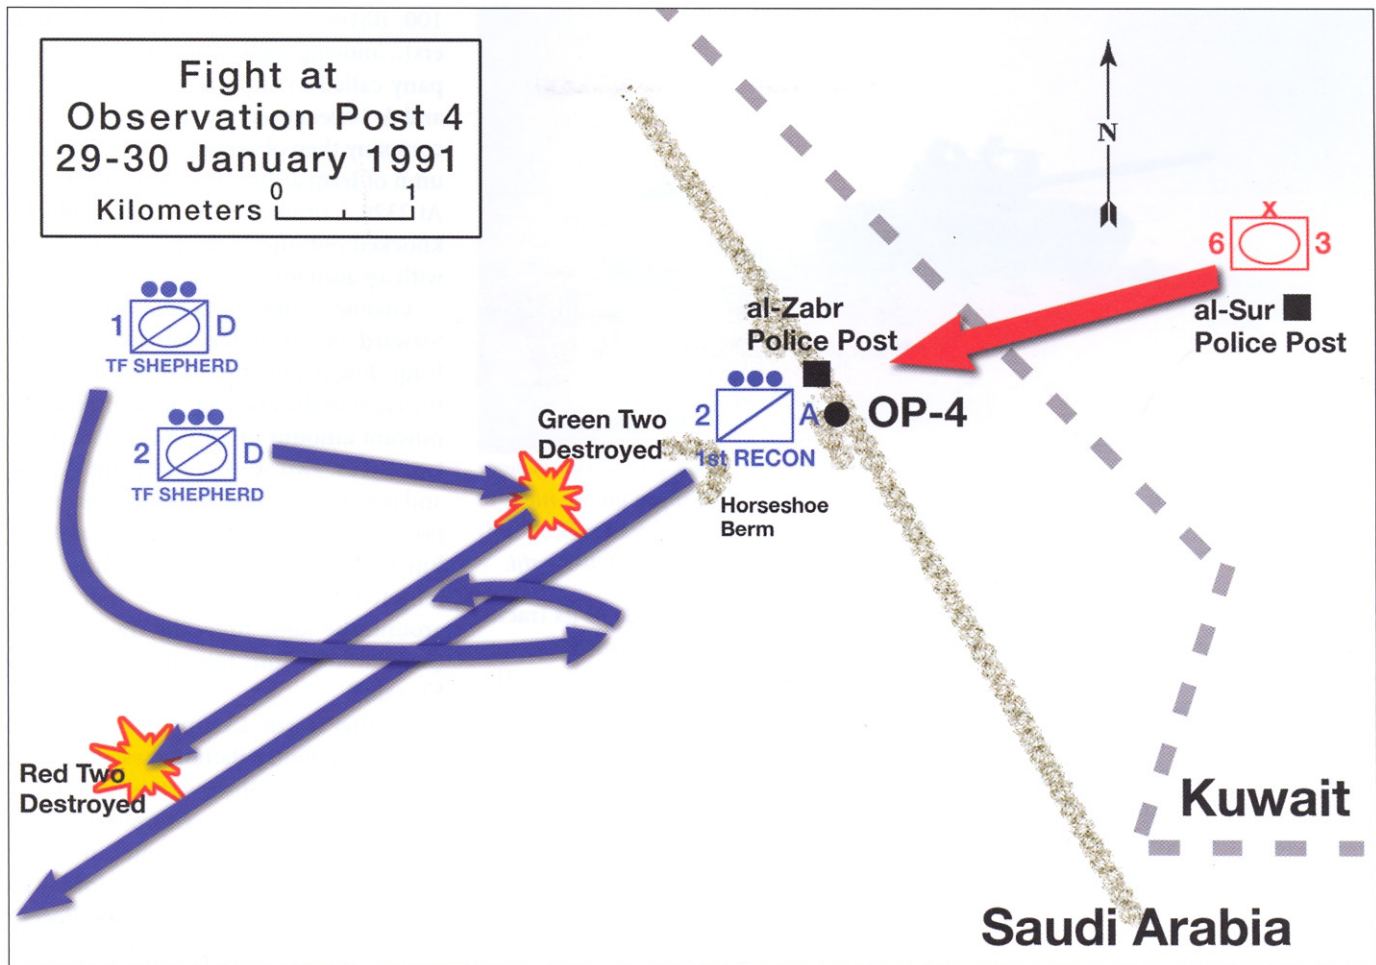 Fight at
Observation Post 4
29-30 January 1991
0 1
Kilometers
N
X
6 3
al-Sur
Police Post
al-Zabr
Police Post
1 D
TF SHEPHERD
2 D
TF SHEPHERD
Green Two
Destroyed
2 A
1st RECON
OP-4
Horseshoe
Berm
Red Two
Destroyed
Kuwait
Saudi Arabia